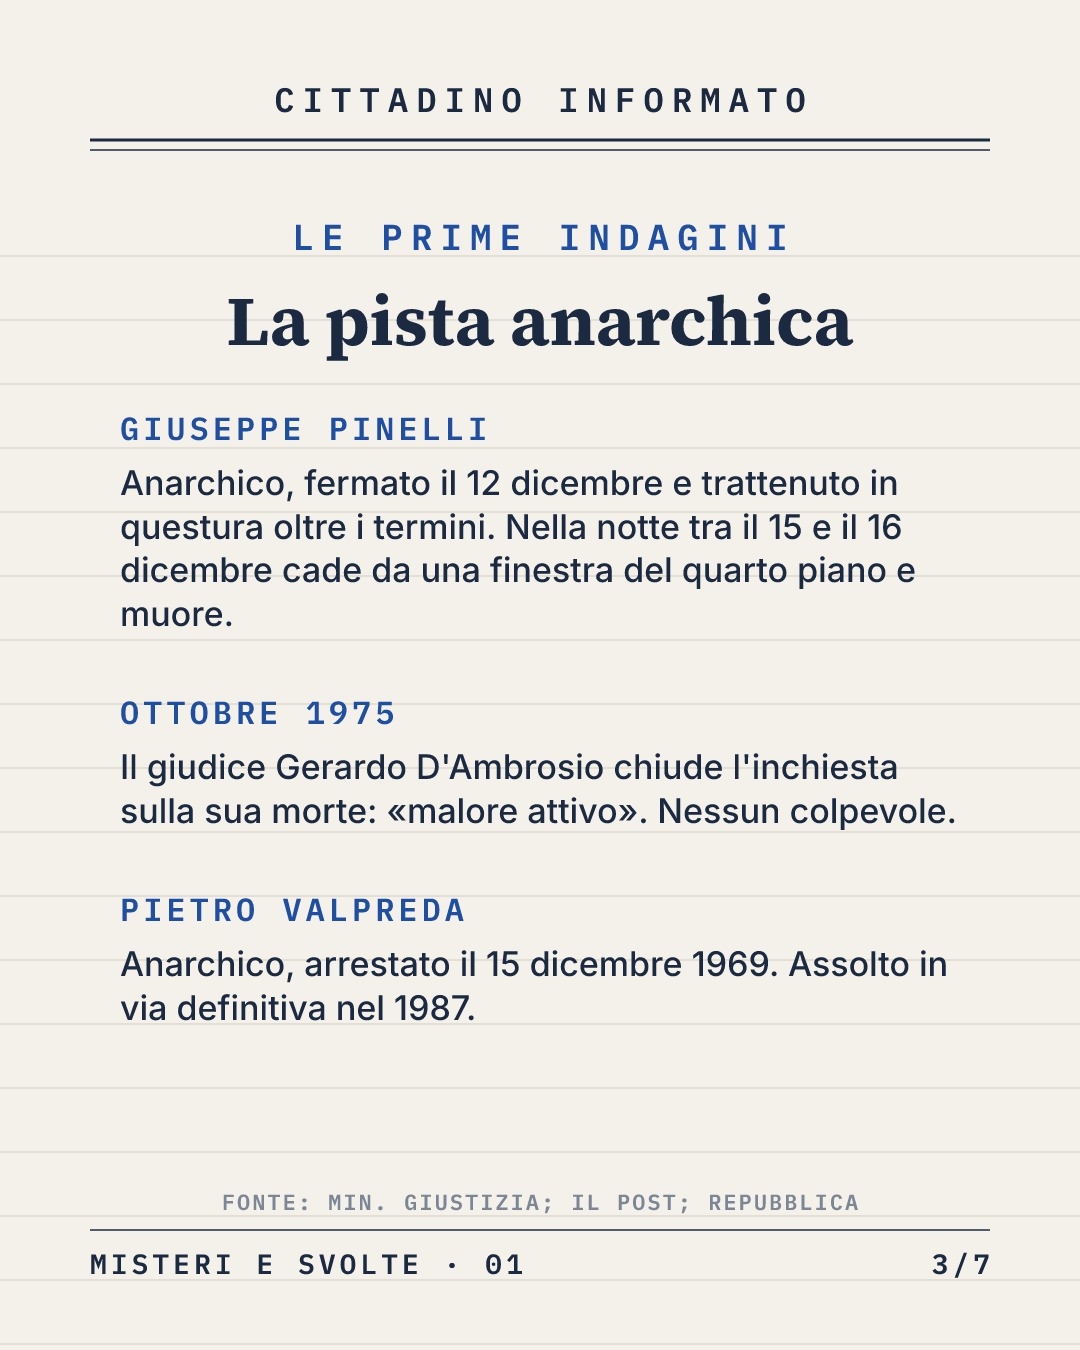 CITTADINO INFORMATO
LE PRIME INDAGINI
La pista anarchica
GIUSEPPE PINELLI
Anarchico, fermato il 12 dicembre e trattenuto in
questura oltre i termini. Nella notte tra il 15 e il 16
dicembre cade da una finestra del quarto piano e
muore.
OTTOBRE 1975
Il giudice Gerardo D'Ambrosio chiude l'inchiesta
sulla sua morte: «malore attivo». Nessun colpevole.
PIETRO VALPREDA
Anarchico, arrestato il 15 dicembre 1969. Assolto in
via definitiva nel 1987.
FONTE: MIN. GIUSTIZIA; IL POST; REPUBBLICA
MISTERI E SVOLTE · 01
3/7